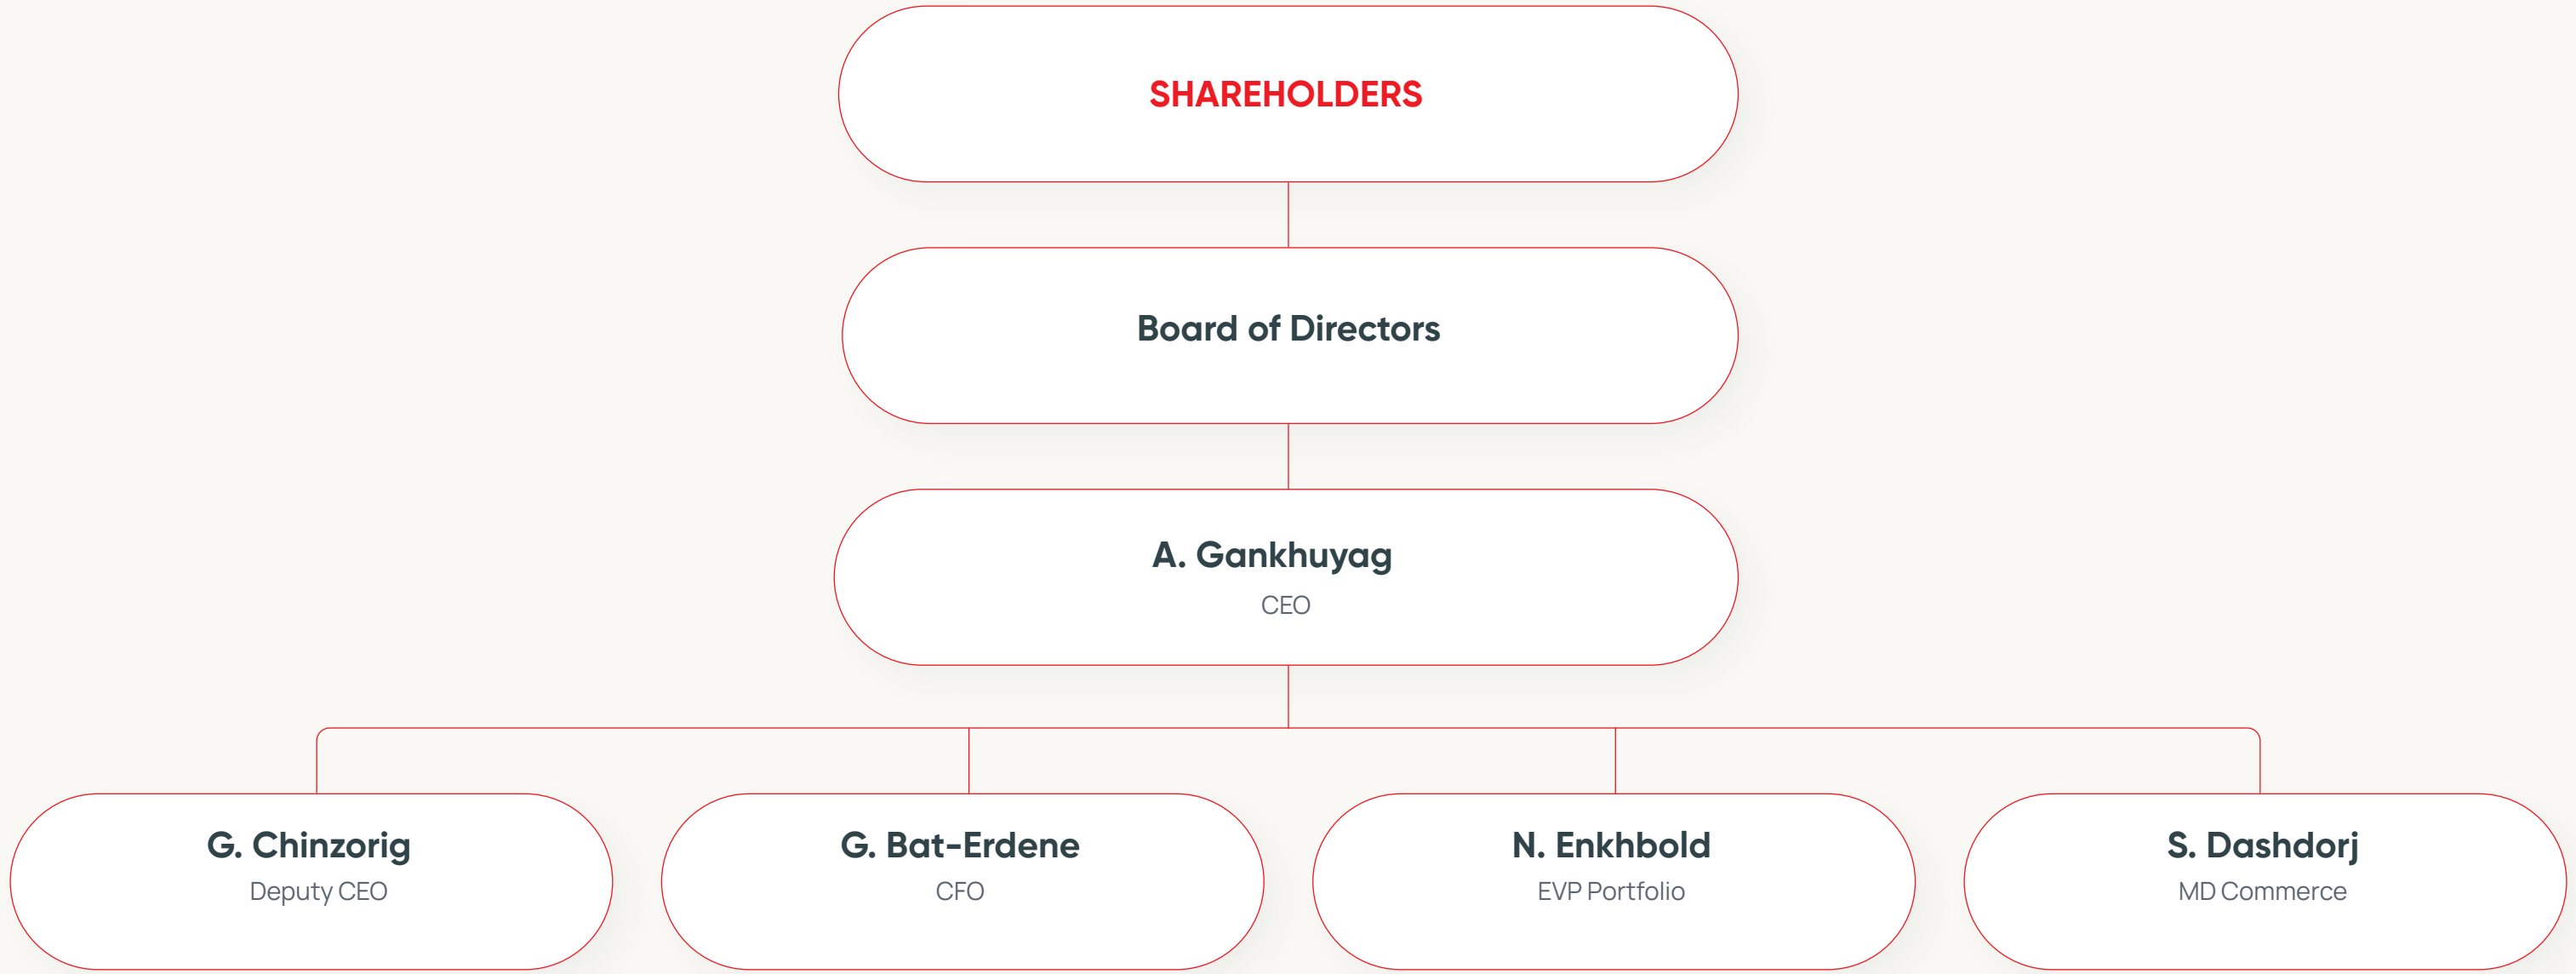 SHAREHOLDERS
Board of Directors
A. Gankhuyag
CEO
G. Chinzorig
Deputy CEO
G. Bat-Erdene
CFO
N. Enkhbold
EVP Portfolio
S. Dashdorj
MD Commerce